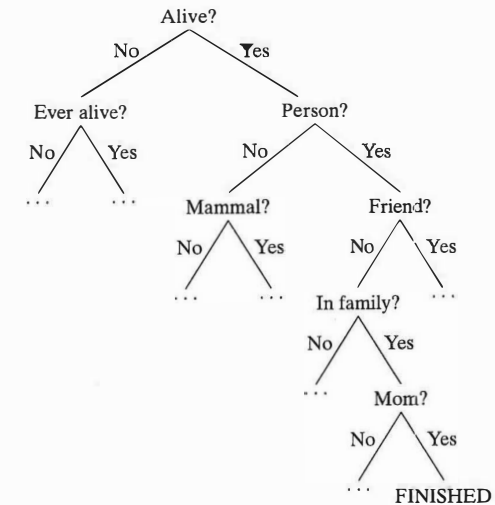 Alive?
No Yes
Ever alive? Person?
No Yes No Yes
... ... Mammal? Friend?
No Yes No Yes
... ... In family? ...
No Yes
... Mom?
No Yes
... FINISHED